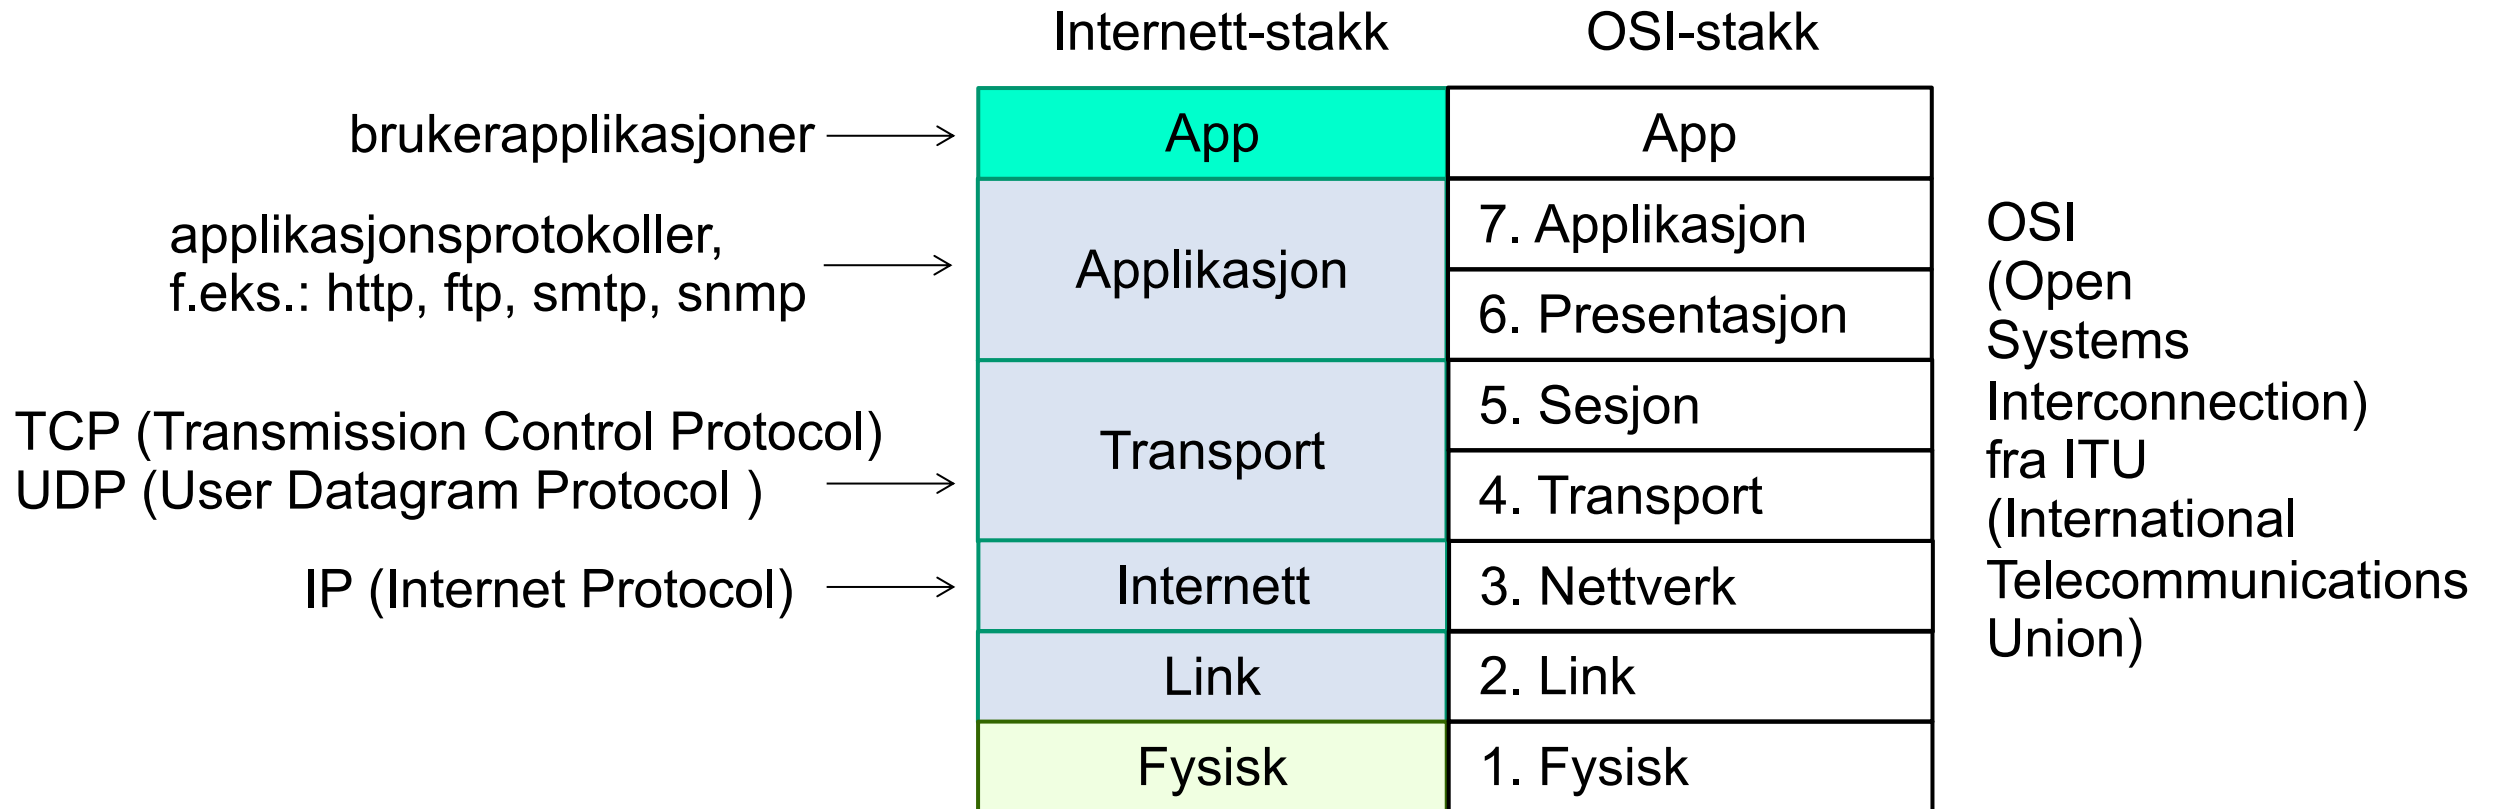 Internett-stakk
OSI-stakk
brukerapplikasjoner
App
App
applikasjonsprotokoller,
f.eks.: http, ftp, smtp, snmp
Applikasjon
7. Applikasjon
6. Presentasjon
TCP (Transmission Control Protocol)
UDP (User Datagram Protocol )
Transport
5. Sesjon
4. Transport
IP (Internet Protocol)
Internett
3. Nettverk
Link
2. Link
Fysisk
1. Fysisk
OSI
(Open
Systems
Interconnection)
fra ITU
(International
Telecommunications
Union)